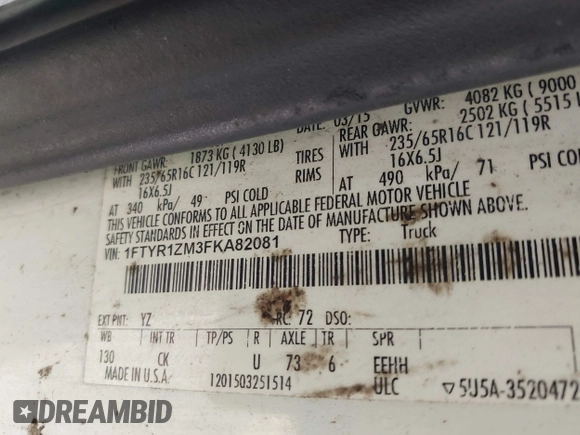 03/15 GVWR: 4082 KG ( 9000
FRONT GAWR: 1873 KG ( 4130 LB) REAR GAWR: 2502 KG ( 5515 L
WITH 235/65R16C 121/119R TIRES WITH 235/65R16C 121/119R
16X6.5J RIMS 16X6.5J
AT 340 kPa/ 49 PSI COLD AT 490 kPa/ 71 PSI COLD
THIS VEHICLE CONFORMS TO ALL APPLICABLE FEDERAL MOTOR VEHICLE
SAFETY STANDARDS IN EFFECT ON THE DATE OF MANUFACTURE SHOWN ABOVE.
VIN: 1FTYR1ZM3FKA82081 TYPE: Truck
EXT PNT: YZ RC: 72 DSO:
WB INT TR TP/PS R AXLE TR SPR
130 CK U 73 6 EEHH
MADE IN U.S.A. 1201503251514 ULC ▽5U5A-3520472
DREAMBID